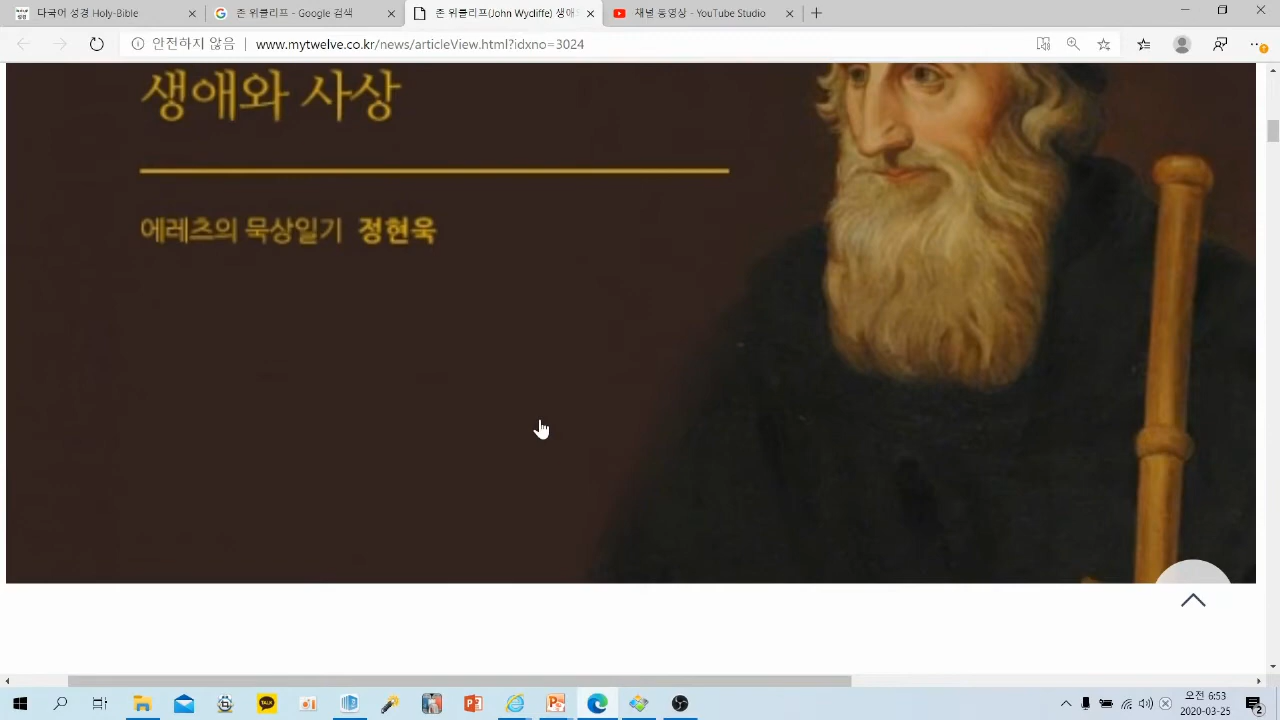 다국어 성경 Holy-Bible
존 위클리프 - Google 검색
존 위클리프(John Wycliffe) 생애
채널 동영상 - YouTube Studio
안전하지 않음 www.mytwelve.co.kr/news/articleView.html?idxno=3024
생애와 사상
에레츠의 묵상일기 정현욱
TALK
오전 6:53
2020-03-25
2